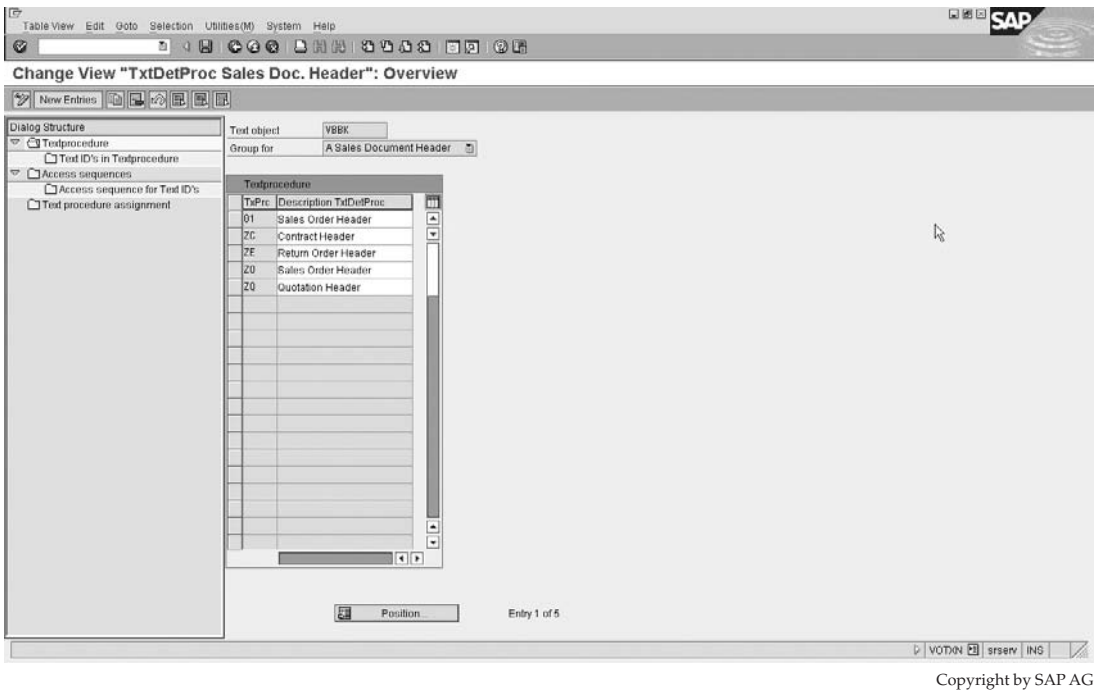 Table View Edit Goto Selection Utilities(M) System Help
SAP
Change View "TxtDetProc Sales Doc. Header": Overview
New Entries
Dialog Structure
Textprocedure
Text ID's in Textprocedure
Access sequences
Access sequence for Text ID's
Text procedure assignment
Text object VBBK
Group for A Sales Document Header
Textprocedure
TxPrc Description TxtDetProc
01 Sales Order Header
ZC Contract Header
ZE Return Order Header
ZO Sales Order Header
ZQ Quotation Header
Position...
Entry 1 of 5
VOTXN srserv INS
Copyright by SAP AG